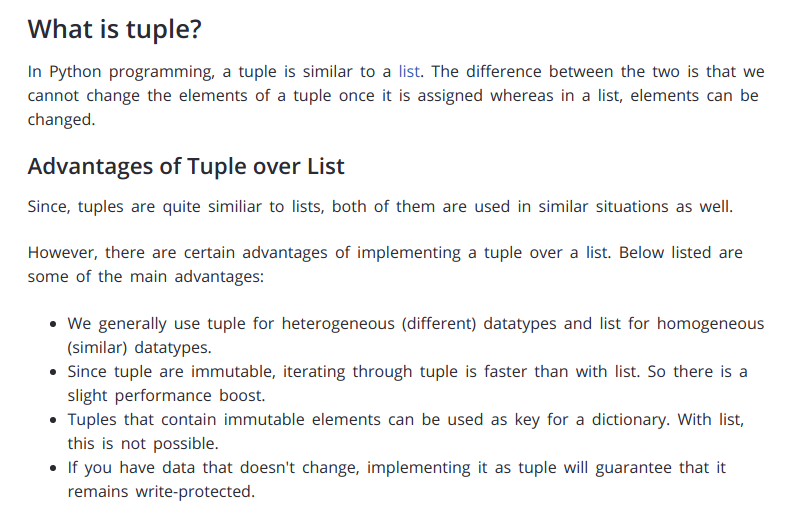 What is tuple?
In Python programming, a tuple is similar to a list. The difference between the two is that we
cannot change the elements of a tuple once it is assigned whereas in a list, elements can be
changed.
Advantages of Tuple over List
Since, tuples are quite similiar to lists, both of them are used in similar situations as well.
However, there are certain advantages of implementing a tuple over a list. Below listed are
some of the main advantages:
• We generally use tuple for heterogeneous (different) datatypes and list for homogeneous
(similar) datatypes.
• Since tuple are immutable, iterating through tuple is faster than with list. So there is a
slight performance boost.
• Tuples that contain immutable elements can be used as key for a dictionary. With list,
this is not possible.
• If you have data that doesn't change, implementing it as tuple will guarantee that it
remains write-protected.